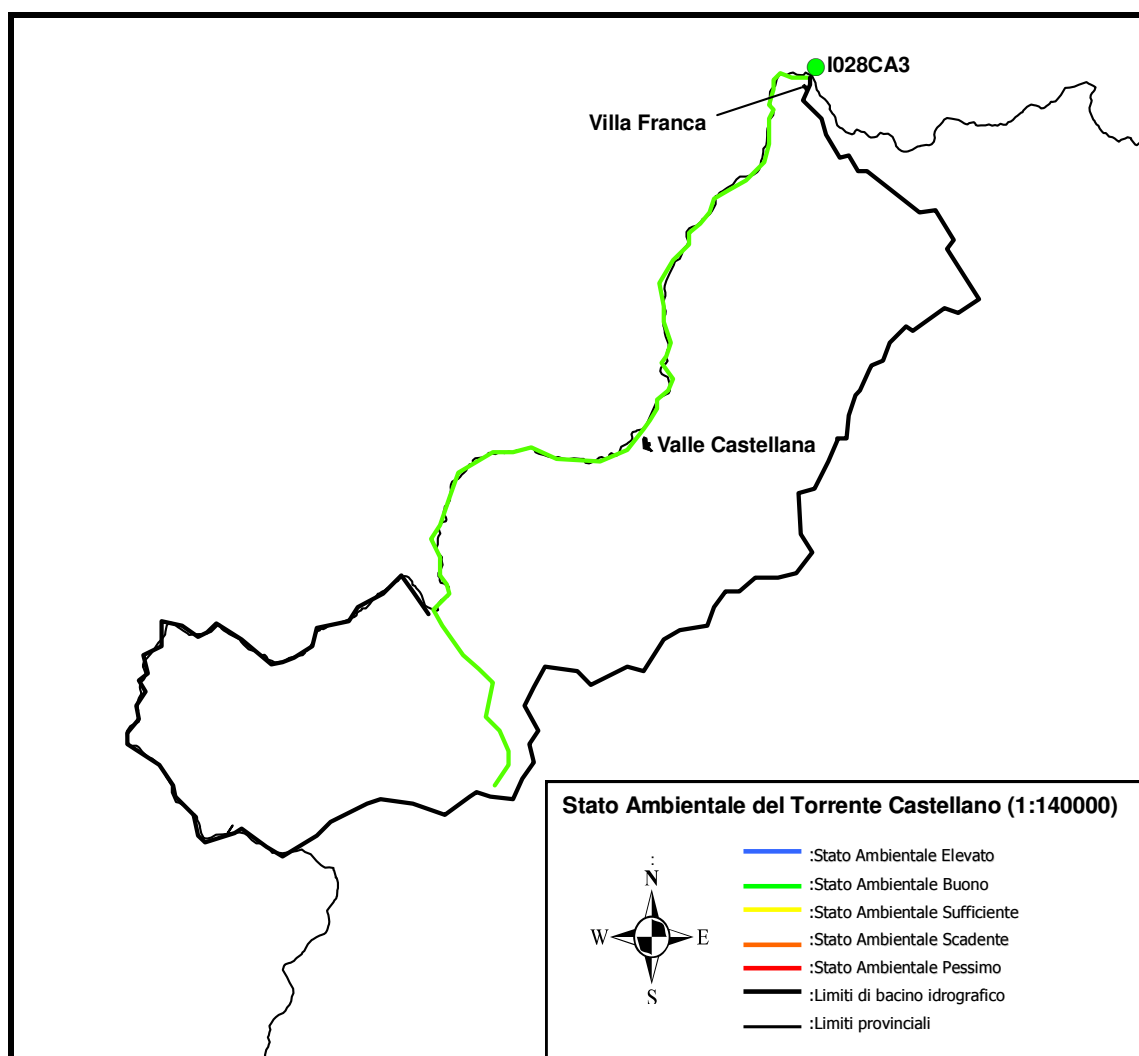 I028CA3
Villa Franca
Valle Castellana
Stato Ambientale del Torrente Castellano (1:140000)
:
N
W
E
S
:Stato Ambientale Elevato
:Stato Ambientale Buono
:Stato Ambientale Sufficiente
:Stato Ambientale Scadente
:Stato Ambientale Pessimo
:Limiti di bacino idrografico
:Limiti provinciali